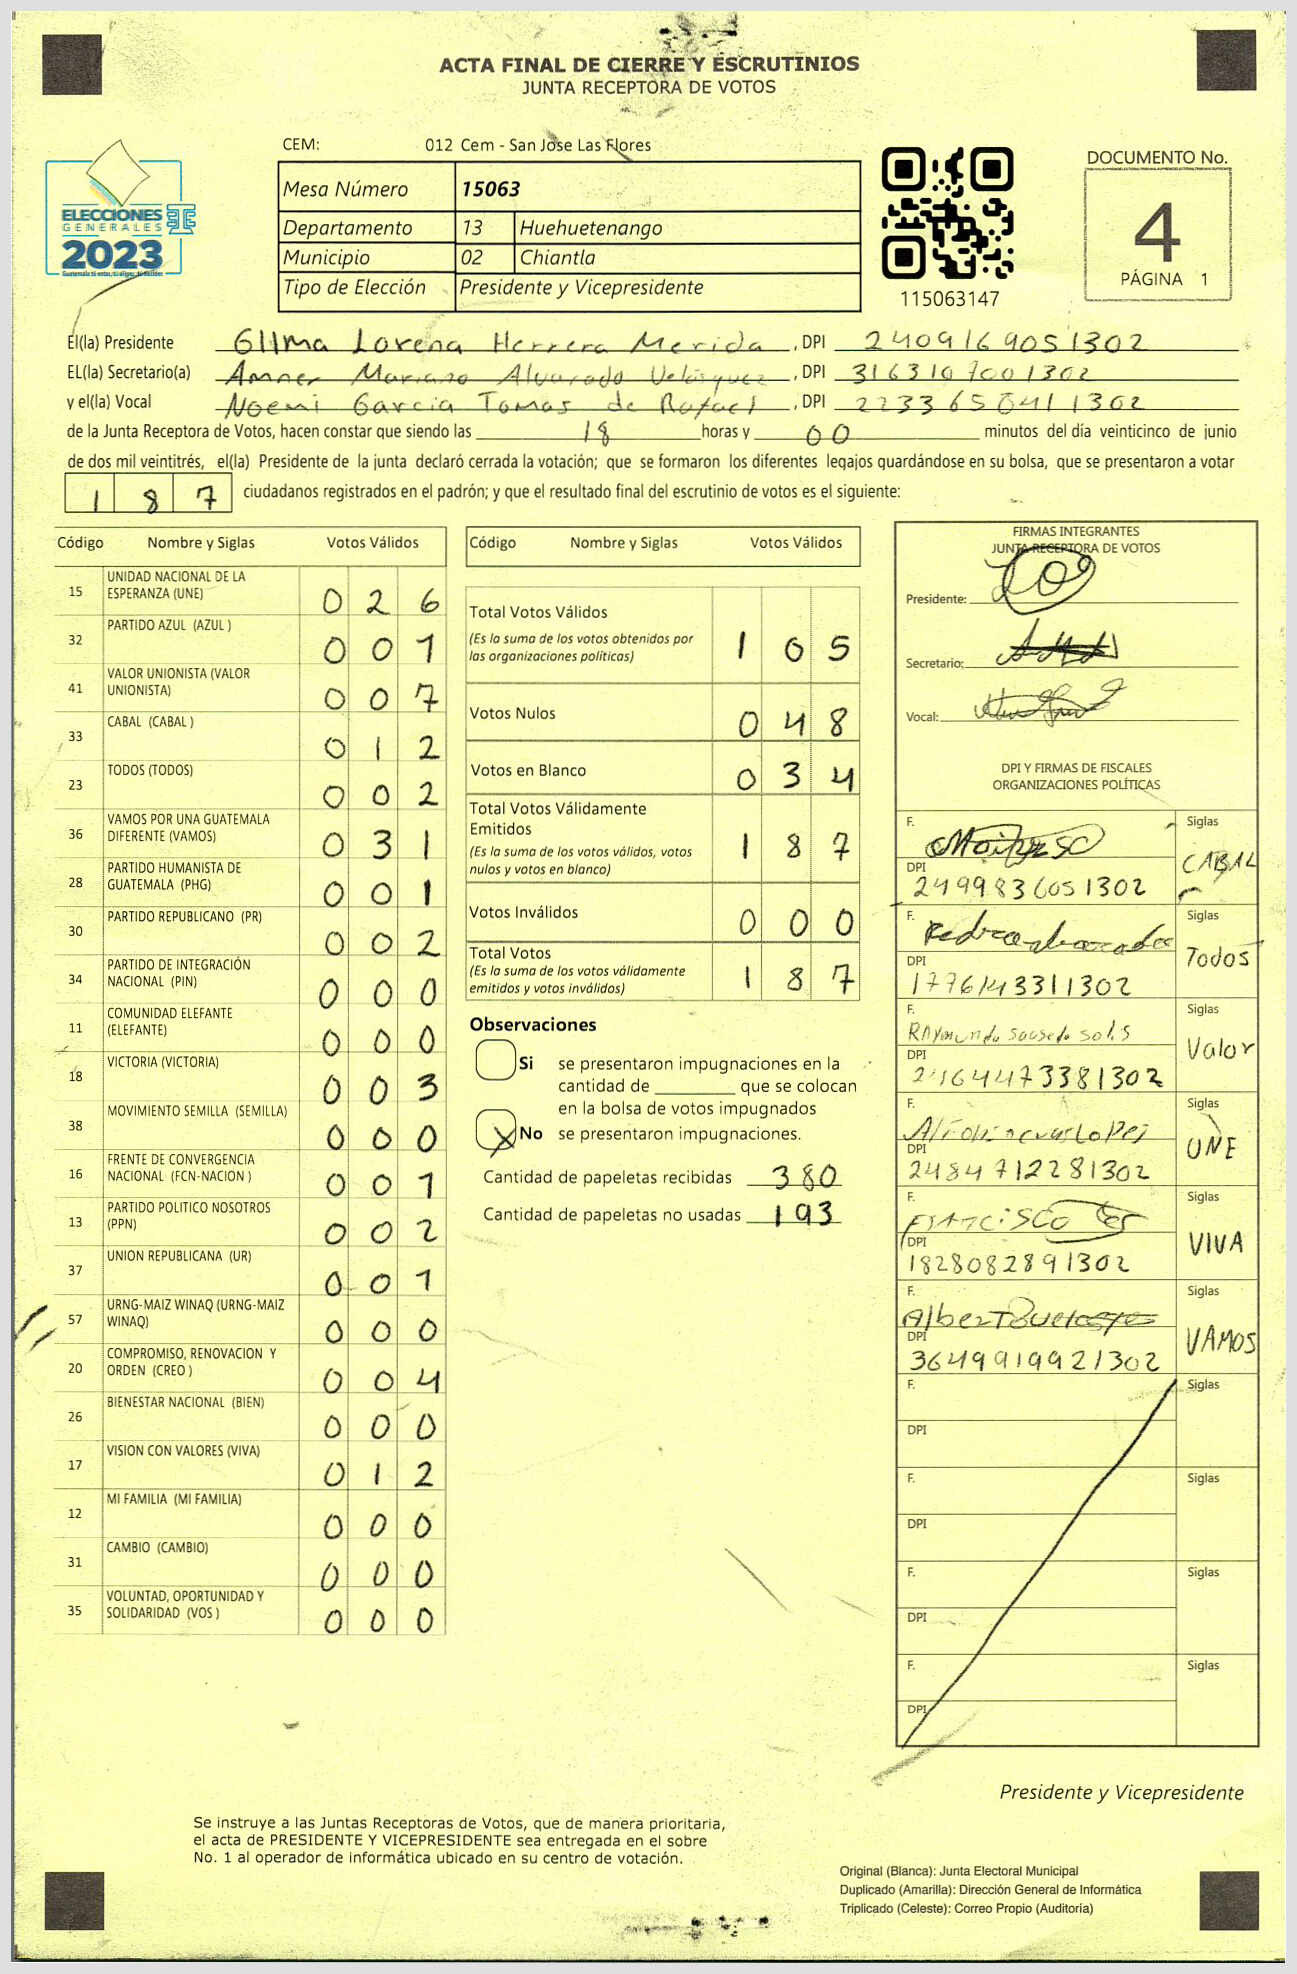 ACTA FINAL DE CIERRE Y ESCRUTINIOS
JUNTA RECEPTORA DE VOTOS
CEM: 012 Cem - San Jose Las Flores
Mesa Número 15063
Departamento 13 Huehuetenango
Municipio 02 Chiantla
Tipo de Elección Presidente y Vicepresidente
ELECCIONES
GENERALES
2023
115063147
DOCUMENTO No.
4
PÁGINA 1
El(la) Presidente Gilma Lorena Herrera Merida, DPI 2409169051302
EL(la) Secretario(a) Amner Mariano Alvarado Velásquez, DPI 3163107001302
y el(la) Vocal Noemi Garcia Tomas de Rafael, DPI 2233650411302
de la Junta Receptora de Votos, hacen constar que siendo las 18 horas y 00 minutos del día veinticinco de junio
de dos mil veintitrés, el(la) Presidente de la junta declaró cerrada la votación; que se formaron los diferentes legajos guardándose en su bolsa, que se presentaron a votar
187 ciudadanos registrados en el padrón; y que el resultado final del escrutinio de votos es el siguiente:
Código Nombre y Siglas Votos Válidos
15 UNIDAD NACIONAL DE LA ESPERANZA (UNE) 0 2 6
32 PARTIDO AZUL (AZUL ) 0 0 1
41 VALOR UNIONISTA (VALOR UNIONISTA) 0 0 7
33 CABAL (CABAL ) 0 1 2
23 TODOS (TODOS) 0 0 2
36 VAMOS POR UNA GUATEMALA DIFERENTE (VAMOS) 0 3 1
28 PARTIDO HUMANISTA DE GUATEMALA (PHG) 0 0 1
30 PARTIDO REPUBLICANO (PR) 0 0 2
34 PARTIDO DE INTEGRACIÓN NACIONAL (PIN) 0 0 0
11 COMUNIDAD ELEFANTE (ELEFANTE) 0 0 0
18 VICTORIA (VICTORIA) 0 0 3
38 MOVIMIENTO SEMILLA (SEMILLA) 0 0 0
16 FRENTE DE CONVERGENCIA NACIONAL (FCN-NACION ) 0 0 1
13 PARTIDO POLITICO NOSOTROS (PPN) 0 0 2
37 UNION REPUBLICANA (UR) 0 0 1
57 URNG-MAIZ WINAQ (URNG-MAIZ WINAQ) 0 0 0
20 COMPROMISO, RENOVACION Y ORDEN (CREO ) 0 0 4
26 BIENESTAR NACIONAL (BIEN) 0 0 0
17 VISION CON VALORES (VIVA) 0 1 2
12 MI FAMILIA (MI FAMILIA) 0 0 0
31 CAMBIO (CAMBIO) 0 0 0
35 VOLUNTAD, OPORTUNIDAD Y SOLIDARIDAD (VOS ) 0 0 0
Código Nombre y Siglas Votos Válidos
Total Votos Válidos 1 0 5
(Es la suma de los votos obtenidos por
las organizaciones políticas)
Votos Nulos 0 4 8
Votos en Blanco 0 3 4
Total Votos Válidamente
Emitidos 1 8 7
(Es la suma de los votos válidos, votos
nulos y votos en blanco)
Votos Inválidos 0 0 0
Total Votos 1 8 7
(Es la suma de los votos válidamente
emitidos y votos inválidos)
Observaciones
Si se presentaron impugnaciones en la
cantidad de ________ que se colocan
en la bolsa de votos impugnados
X No se presentaron impugnaciones.
Cantidad de papeletas recibidas 380
Cantidad de papeletas no usadas 193
FIRMAS INTEGRANTES
JUNTA RECEPTORA DE VOTOS
Presidente:
Secretario:
Vocal:
DPI Y FIRMAS DE FISCALES
ORGANIZACIONES POLÍTICAS
F. Siglas
DPI 2499836051302 CABAL
F. Siglas
DPI 1776143311302 Todos
F. Raymundo Saucedo Solis Siglas
DPI 2164473381302 Valor
F. Siglas
DPI 2484712281302 UNE
F. Francisco Siglas
DPI 1828082891302 VIVA
F. Alberto Siglas
DPI 3649919921302 VAMOS
F. Siglas
DPI
F. Siglas
DPI
F. Siglas
DPI
F. Siglas
DPI
Presidente y Vicepresidente
Se instruye a las Juntas Receptoras de Votos, que de manera prioritaria,
el acta de PRESIDENTE Y VICEPRESIDENTE sea entregada en el sobre
No. 1 al operador de informática ubicado en su centro de votación.
Original (Blanca): Junta Electoral Municipal
Duplicado (Amarilla): Dirección General de Informática
Triplicado (Celeste): Correo Propio (Auditoría)